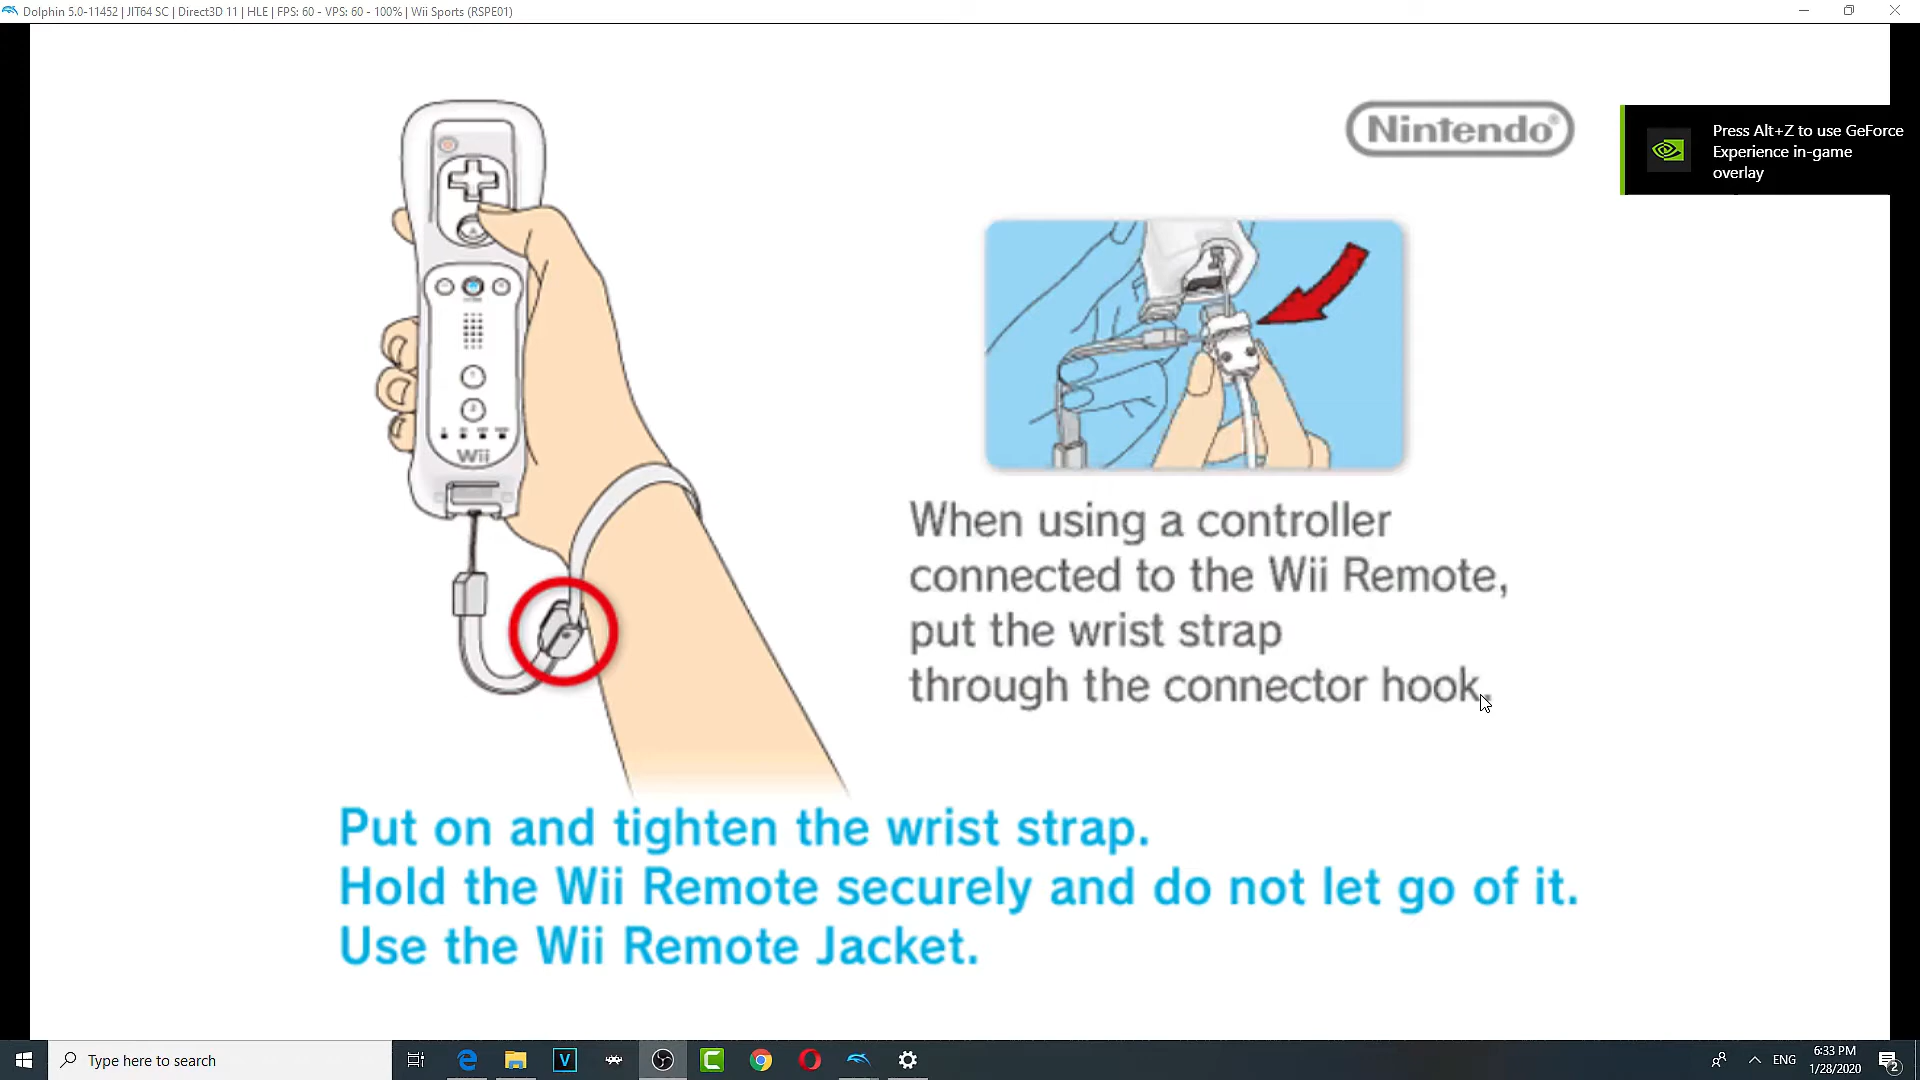 Dolphin 5.0-11452 | JIT64 SC | Direct3D 11 | HLE | FPS: 60 - VPS: 60 - 100% | Wii Sports (RSPE01)
Nintendo®
Press Alt+Z to use GeForce
Experience in-game
overlay
Wii
When using a controller
connected to the Wii Remote,
put the wrist strap
through the connector hook.
Put on and tighten the wrist strap.
Hold the Wii Remote securely and do not let go of it.
Use the Wii Remote Jacket.
Type here to search
ENG
6:33 PM
1/28/2020
2